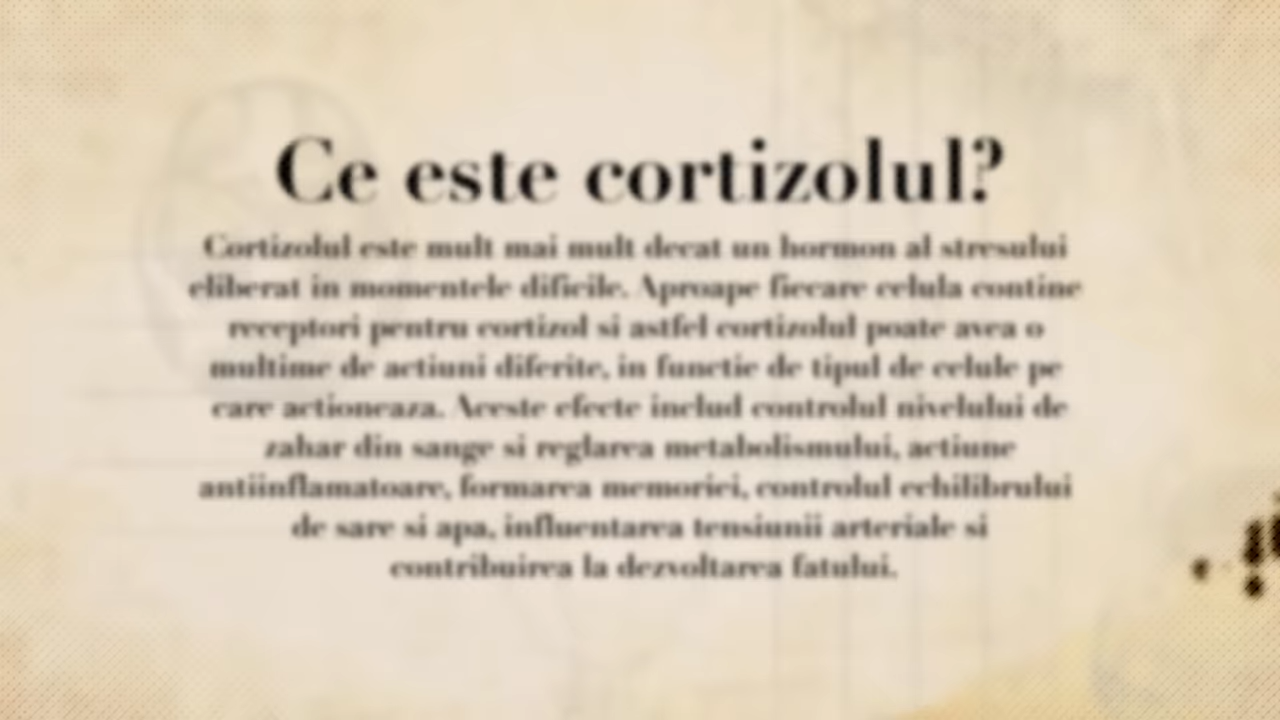 Ce este cortizolul?
Cortizolul este mult mai mult decat un hormon al stresului
eliberat in momentele dificile. Aproape fiecare celula contine
receptori pentru cortizol si astfel cortizolul poate avea o
multime de actiuni diferite, in functie de tipul de celule pe
care actioneaza. Aceste efecte includ controlul nivelului de
zahar din sange si reglarea metabolismului, actiune
antiinflamatoare, formarea memoriei, controlul echilibrului
de sare si apa, influentarea tensiunii arteriale si
contribuirea la dezvoltarea fatului.